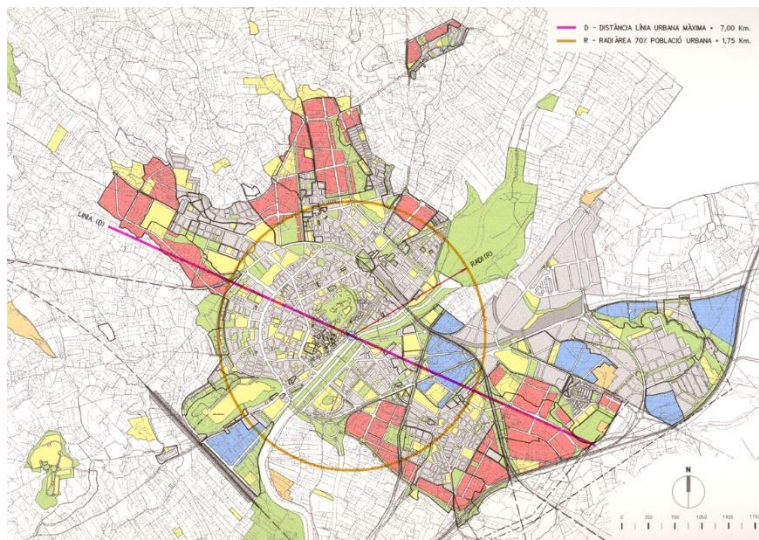 D - DISTÀNCIA LÍNIA URBANA MÀXIMA = 7,00 Km.
R - RADI ÀREA 70% POBLACIÓ URBANA = 1,75 Km.
LÍNIA (D)
RADI (R)
N
0 350 700 1050 1400 1750